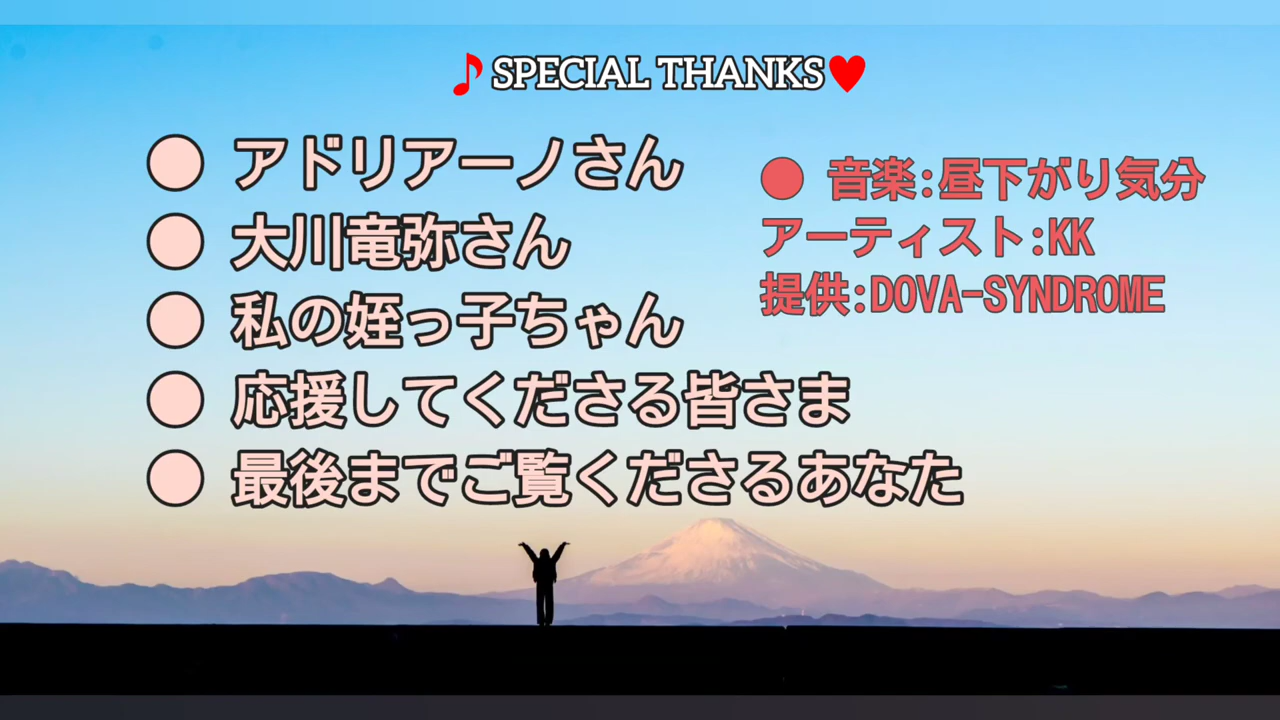 ♪SPECIAL THANKS♥
● アドリアーノさん
● 大川竜弥さん
● 私の姪っ子ちゃん
● 応援してくださる皆さま
● 最後までご覧くださるあなた
● 音楽:昼下がり気分
アーティスト:KK
提供:DOVA-SYNDROME